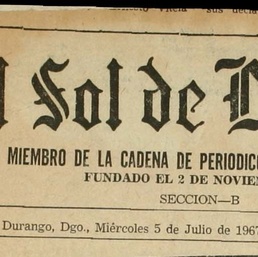 l Sol de D
MIEMBRO DE LA CADENA DE PERIODIC
FUNDADO EL 2 DE NOVIE
SECCION—B
Durango, Dgo., Miércoles 5 de Julio de 1967